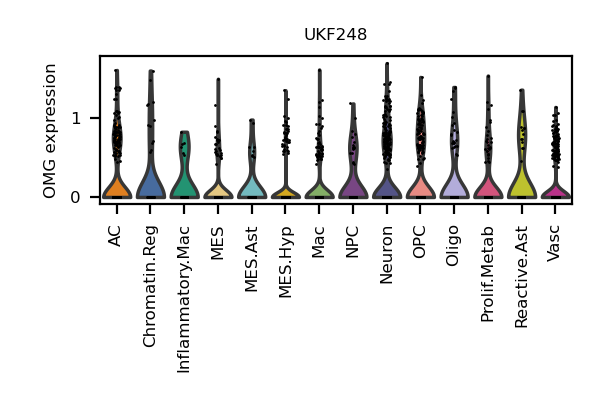 UKF248
OMG expression
1
0
AC
Chromatin.Reg
Inflammatory.Mac
MES
MES.Ast
MES.Hyp
Mac
NPC
Neuron
OPC
Oligo
Prolif.Metab
Reactive.Ast
Vasc